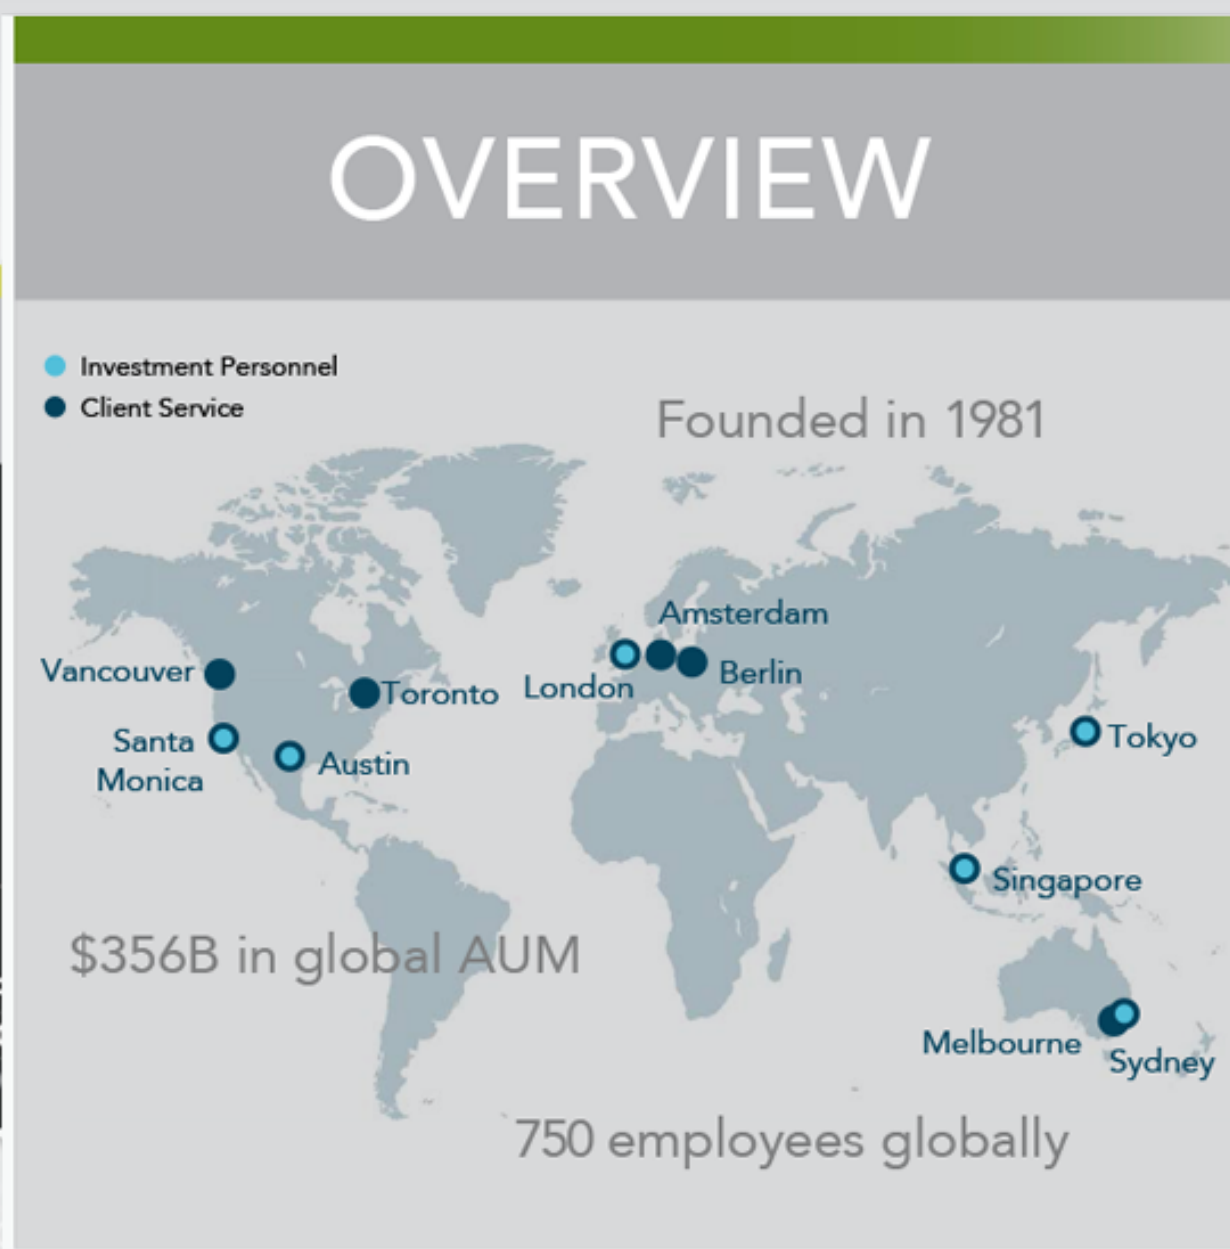 OVERVIEW
Investment Personnel
Client Service
Founded in 1981
Amsterdam
Vancouver
Toronto
London
Berlin
Santa
Monica
Austin
Tokyo
Singapore
$356B in global AUM
Melbourne
Sydney
750 employees globally